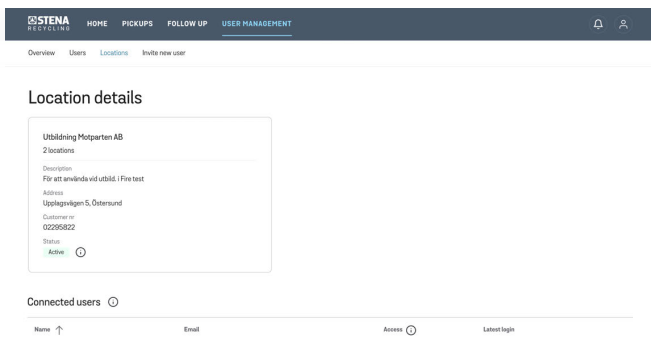 STENA
RECYCLING
HOME PICKUPS FOLLOW UP USER MANAGEMENT
Overview Users Locations Invite new user
Location details
Utbildning Motparten AB
2 locations
Description
För att använda vid utbild. i Fire test
Address
Upplagsvägen 5, Östersund
Customer nr
02295822
Status
Active
Connected users
Name Email Access Latest login